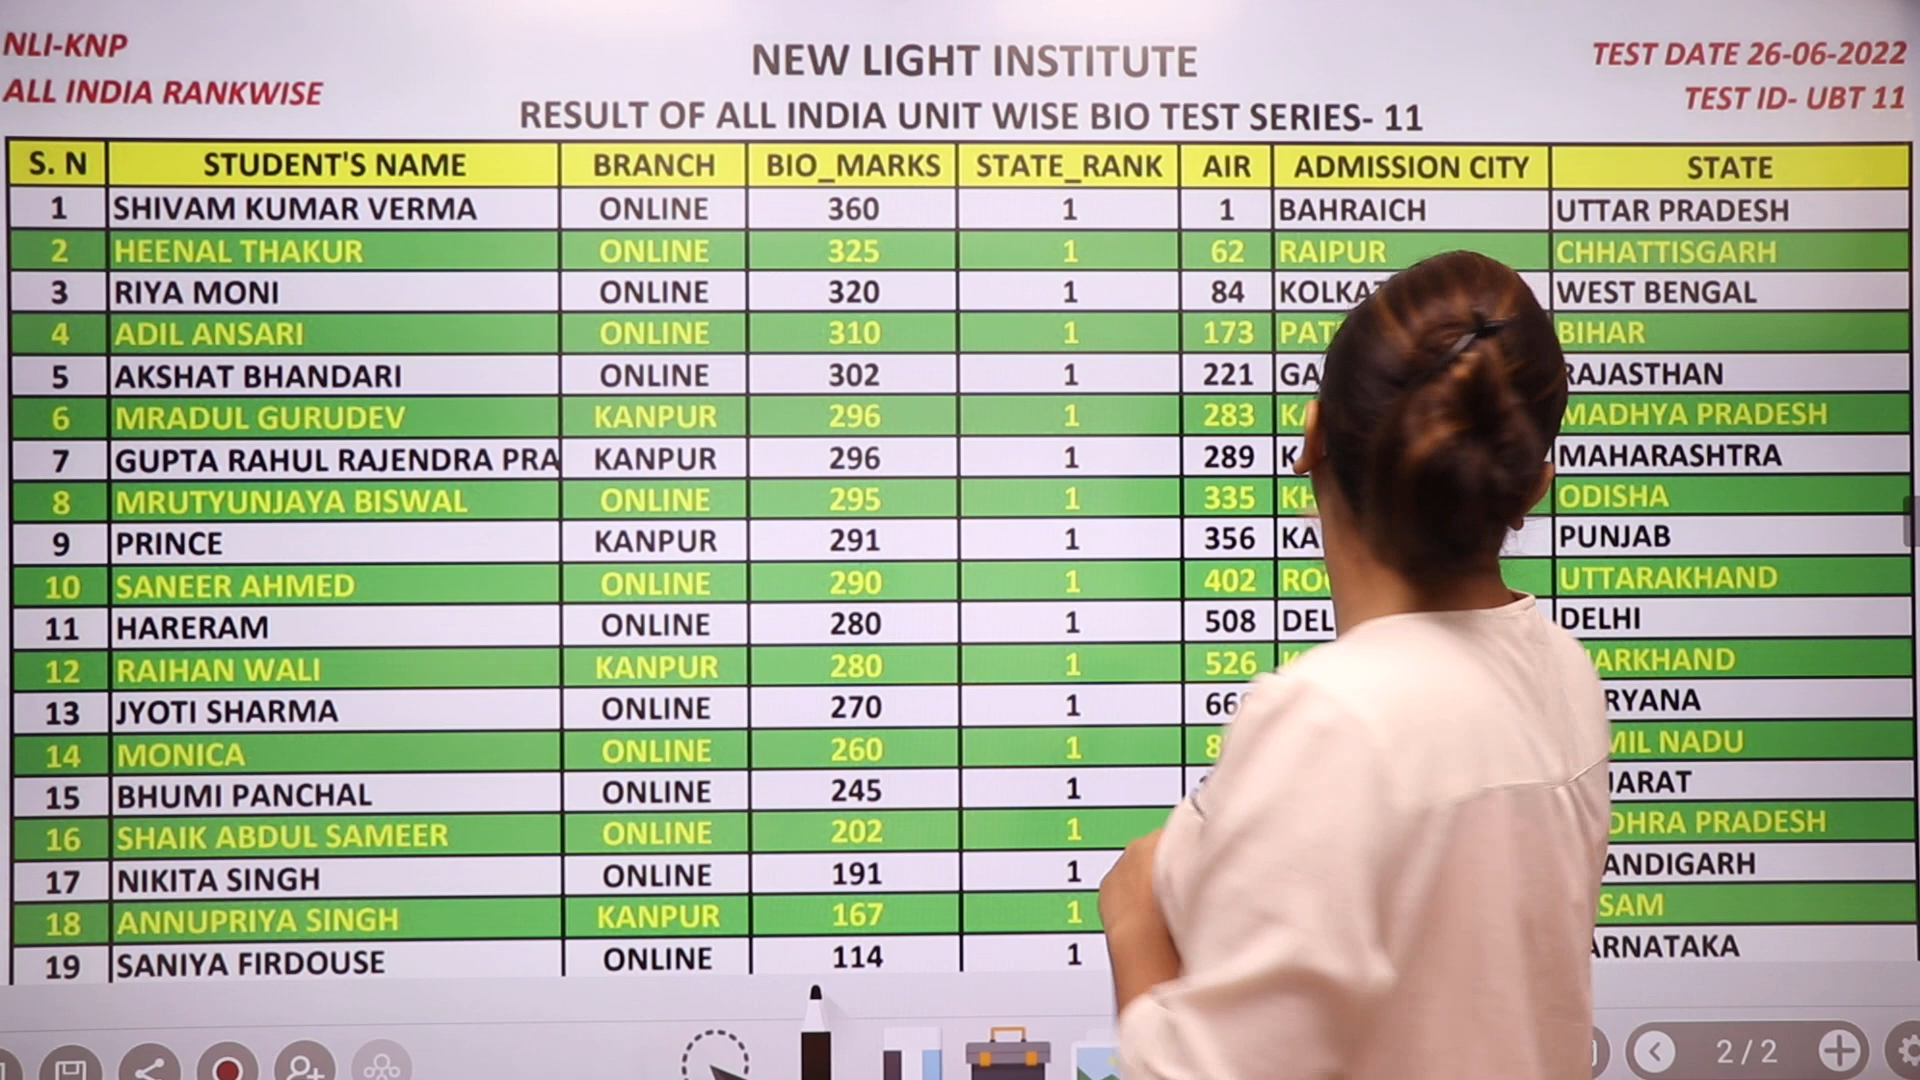 NLI-KNP
ALL INDIA RANKWISE
NEW LIGHT INSTITUTE
RESULT OF ALL INDIA UNIT WISE BIO TEST SERIES- 11
TEST DATE 26-06-2022
TEST ID- UBT 11
S. N STUDENT'S NAME BRANCH BIO_MARKS STATE_RANK AIR ADMISSION CITY STATE
1 SHIVAM KUMAR VERMA ONLINE 360 1 1 BAHRAICH UTTAR PRADESH
2 HEENAL THAKUR ONLINE 325 1 62 RAIPUR CHHATTISGARH
3 RIYA MONI ONLINE 320 1 84 WEST BENGAL
4 ADIL ANSARI ONLINE 310 1 173 BIHAR
5 AKSHAT BHANDARI ONLINE 302 1 221 RAJASTHAN
6 MRADUL GURUDEV KANPUR 296 1 283 MADHYA PRADESH
7 GUPTA RAHUL RAJENDRA PRA KANPUR 296 1 289 MAHARASHTRA
8 MRUTYUNJAYA BISWAL ONLINE 295 1 335 ODISHA
9 PRINCE KANPUR 291 1 356 PUNJAB
10 SANEER AHMED ONLINE 290 1 402 UTTARAKHAND
11 HARERAM ONLINE 280 1 508 DELHI
12 RAIHAN WALI KANPUR 280 1 526
13 JYOTI SHARMA ONLINE 270 1
14 MONICA ONLINE 260 1 NADU
15 BHUMI PANCHAL ONLINE 245 1
16 SHAIK ABDUL SAMEER ONLINE 202 1 PRADESH
17 NIKITA SINGH ONLINE 191 1
18 ANNUPRIYA SINGH KANPUR 167 1
19 SANIYA FIRDOUSE ONLINE 114 1
2/2